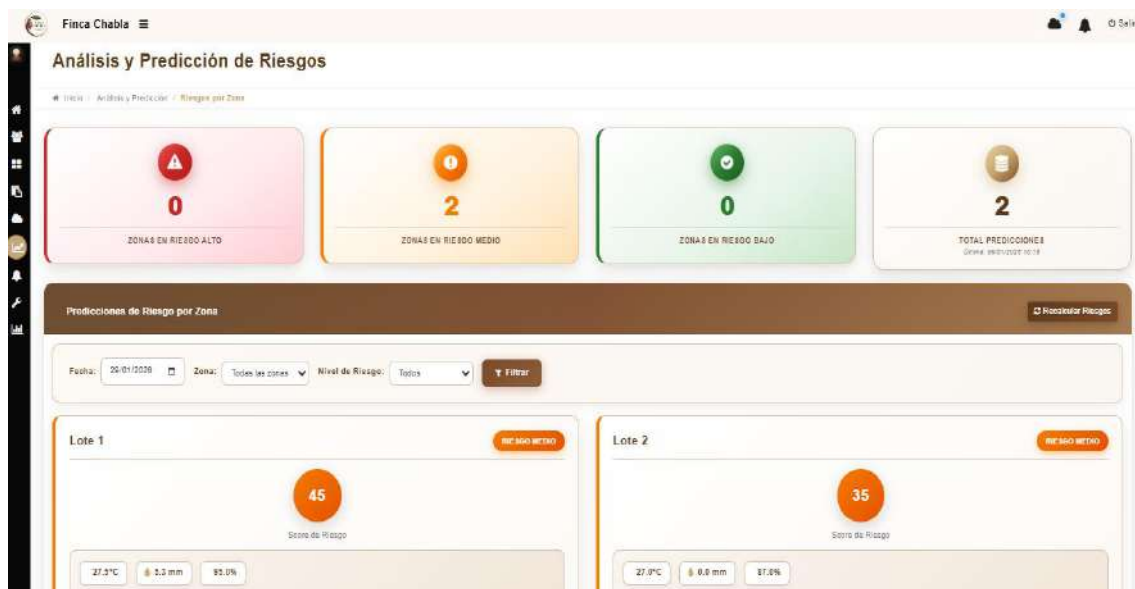 Finca Chabla
Análisis y Predicción de Riesgos
Inicio / Análisis y Predicción / Riesgos por Zona
0
ZONAS EN RIESGO ALTO
2
ZONAS EN RIESGO MEDIO
0
ZONAS EN RIESGO BAJO
2
TOTAL PREDICCIONES
Predicciones de Riesgo por Zona
Recalcular Riesgos
Fecha: 29/01/2026 Zona: Todas las zonas Nivel de Riesgo: Todos Filtrar
Lote 1 RIESGO MEDIO
45
Score de Riesgo
Lote 2 RIESGO MEDIO
35
Score de Riesgo